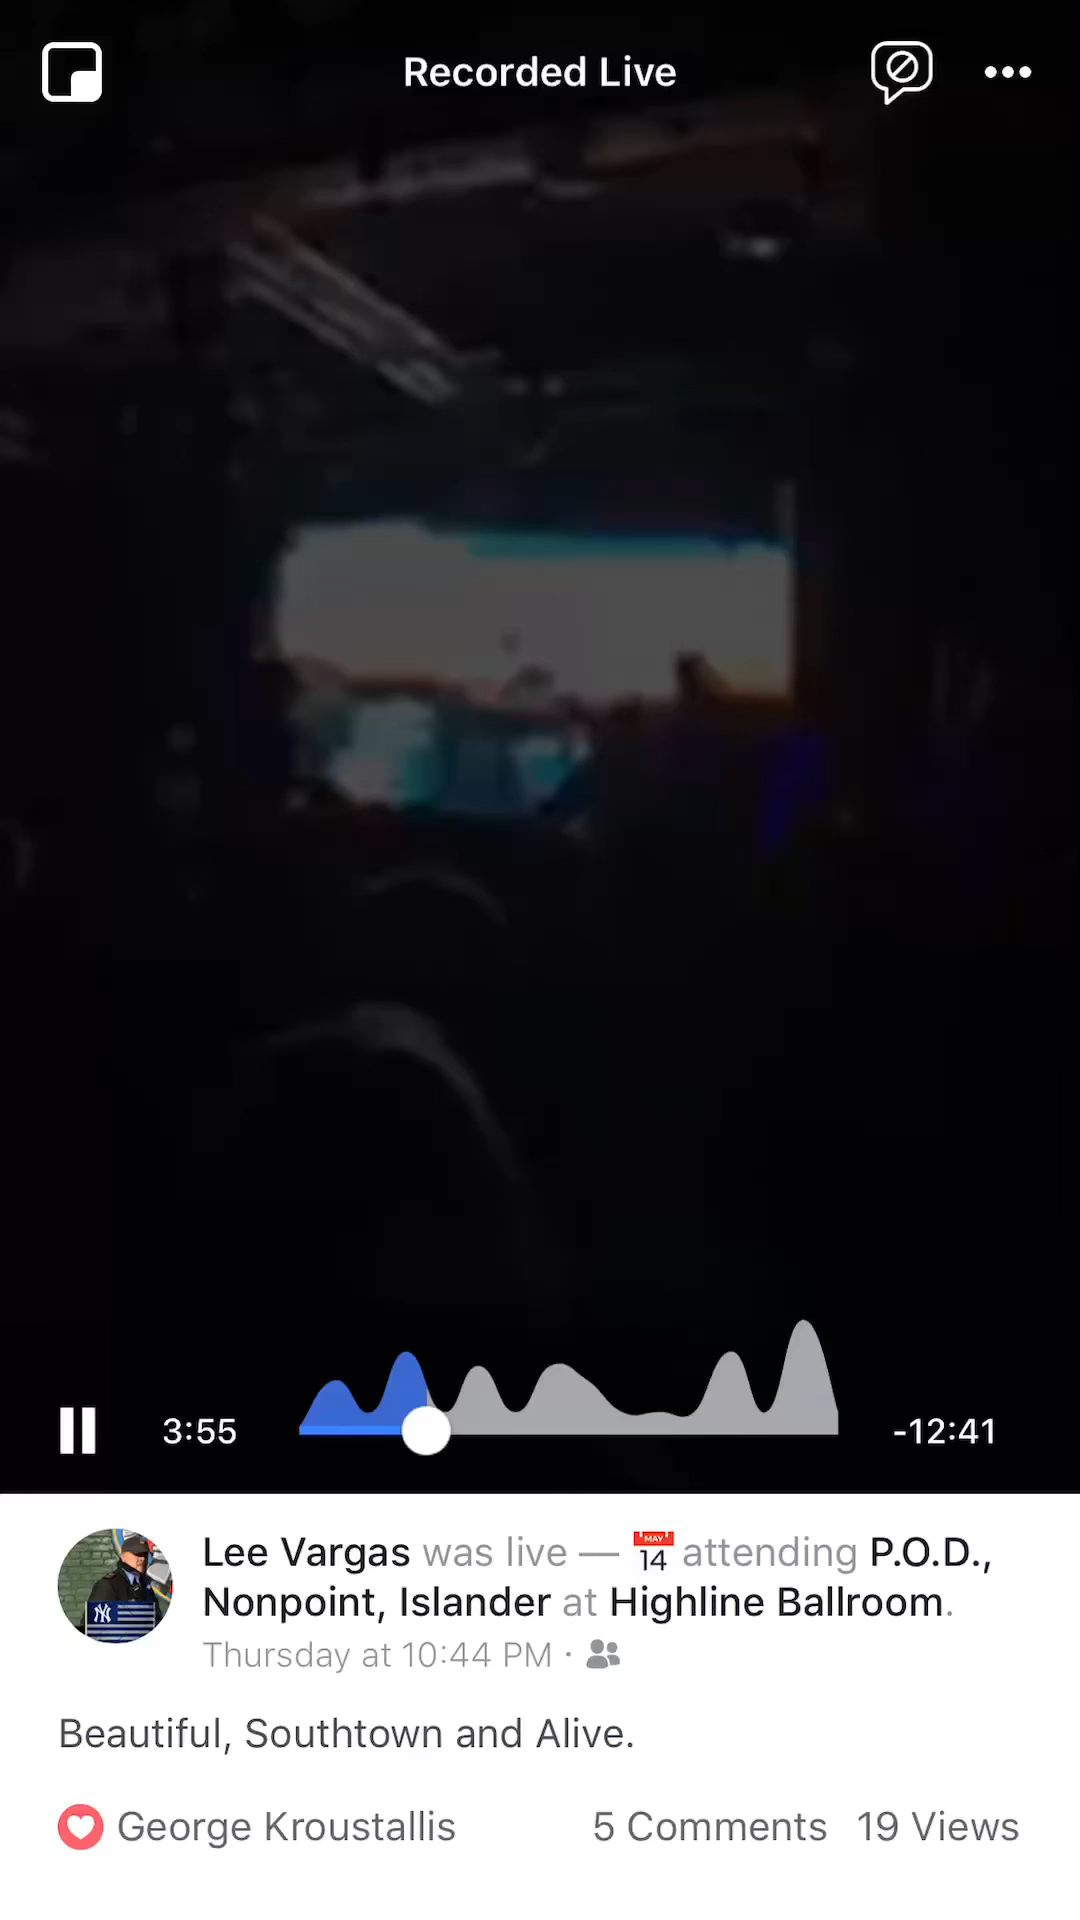 Recorded Live
3:55
-12:41
Lee Vargas was live — MAY 14 attending P.O.D.,
Nonpoint, Islander at Highline Ballroom.
Thursday at 10:44 PM ·
Beautiful, Southtown and Alive.
George Kroustallis 5 Comments 19 Views